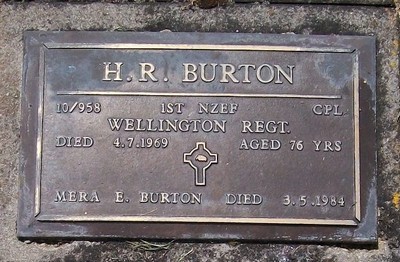 H. R. BURTON
10/958 1ST NZEF CPL
WELLINGTON REGT.
DIED 4.7.1969 AGED 76 YRS
MERA E. BURTON DIED 3.5.1984